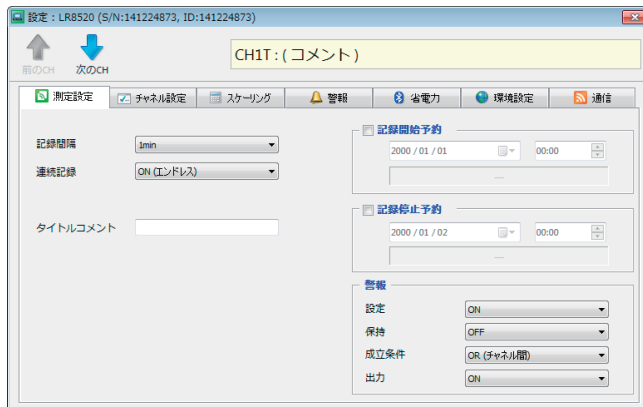 設定 : LR8520 (S/N:141224873, ID:141224873)
前のCH 次のCH
CH1T : ( コメント )
測定設定 チャネル設定 スケーリング 警報 省電力 環境設定 通信
記録間隔 1min
連続記録 ON (エンドレス)
タイトルコメント
記録開始予約
2000 / 01 / 01 00:00
---
記録停止予約
2000 / 01 / 02 00:00
---
警報
設定 ON
保持 OFF
成立条件 OR (チャネル間)
出力 ON